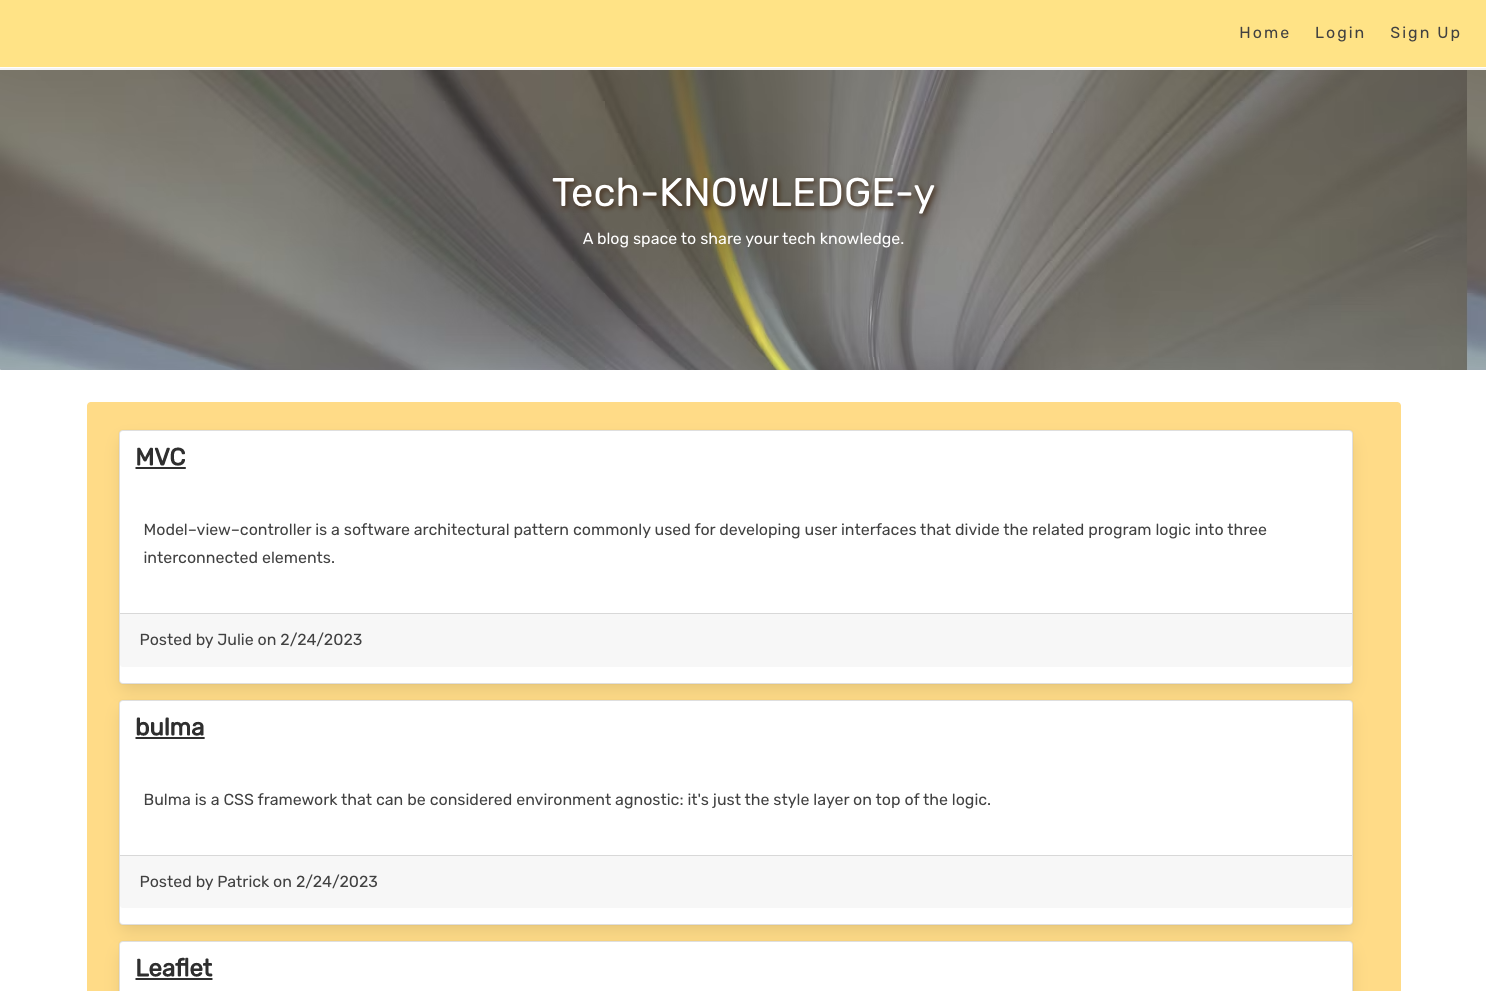 Home Login Sign Up
Tech-KNOWLEDGE-y
A blog space to share your tech knowledge.
MVC
Model–view–controller is a software architectural pattern commonly used for developing user interfaces that divide the related program logic into three
interconnected elements.
Posted by Julie on 2/24/2023
bulma
Bulma is a CSS framework that can be considered environment agnostic: it's just the style layer on top of the logic.
Posted by Patrick on 2/24/2023
Leaflet